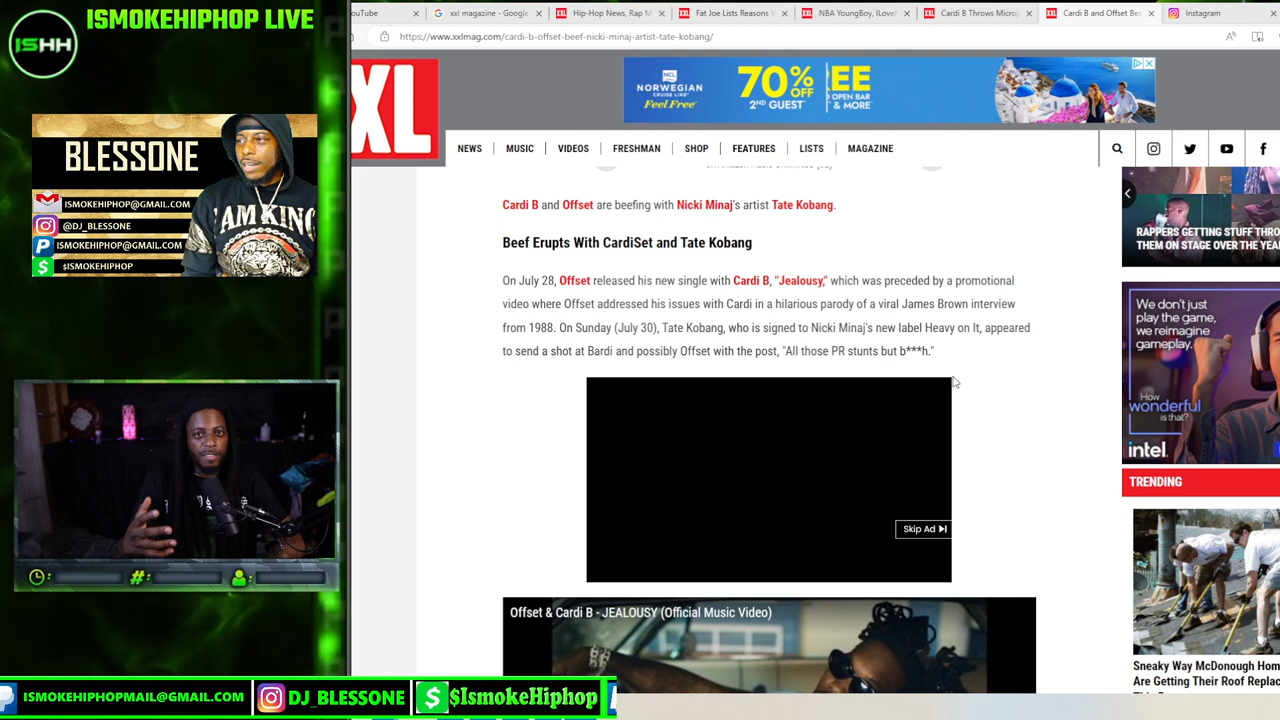 ISMOKEHIPHOP LIVE
ISHH
BLESSONE
ISMOKEHIPHOP@GMAIL.COM
@DJ_BLESSONE
ISMOKEHIPHOP@GMAIL.COM
$ISMOKEHIPHOP
AM KING
#:
ISMOKEHIPHOPMAIL@GMAIL.COM
DJ_BLESSONE
$IsmokeHiphop
ouTube
xxl magazine - Google
Hip-Hop News, Rap M
Fat Joe Lists Reasons
NBA YoungBoy, ILove
Cardi B Throws Micro
Cardi B and Offset Bee
Instagram
https://www.xxlmag.com/cardi-b-offset-beef-nicki-minaj-artist-tate-kobang/
XXL
NCL
NORWEGIAN
CRUISE LINE
Feel Free
70% OFF
2ND GUEST
EE
OPEN BAR
& MORE
NEWS
MUSIC
VIDEOS
FRESHMAN
SHOP
FEATURES
LISTS
MAGAZINE
Cardi B and Offset are beefing with Nicki Minaj's artist Tate Kobang.
Beef Erupts With CardiSet and Tate Kobang
On July 28, Offset released his new single with Cardi B, "Jealousy," which was preceded by a promotional
video where Offset addressed his issues with Cardi in a hilarious parody of a viral James Brown interview
from 1988. On Sunday (July 30), Tate Kobang, who is signed to Nicki Minaj's new label Heavy on It, appeared
to send a shot at Bardi and possibly Offset with the post, "All those PR stunts but b***h."
Skip Ad
Offset & Cardi B - JEALOUSY (Official Music Video)
RAPPERS GETTING STUFF THRO
THEM ON STAGE OVER THE YEA
We don't just
play the game,
we reimagine
gameplay.
How
wonderful
is that?
intel
TRENDING
Sneaky Way McDonough Hom
Are Getting Their Roof Replac